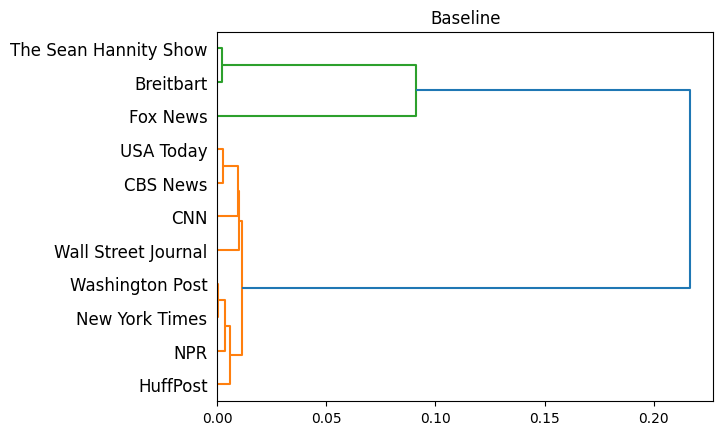 Baseline
The Sean Hannity Show
Breitbart
Fox News
USA Today
CBS News
CNN
Wall Street Journal
Washington Post
New York Times
NPR
HuffPost
0.00 0.05 0.10 0.15 0.20